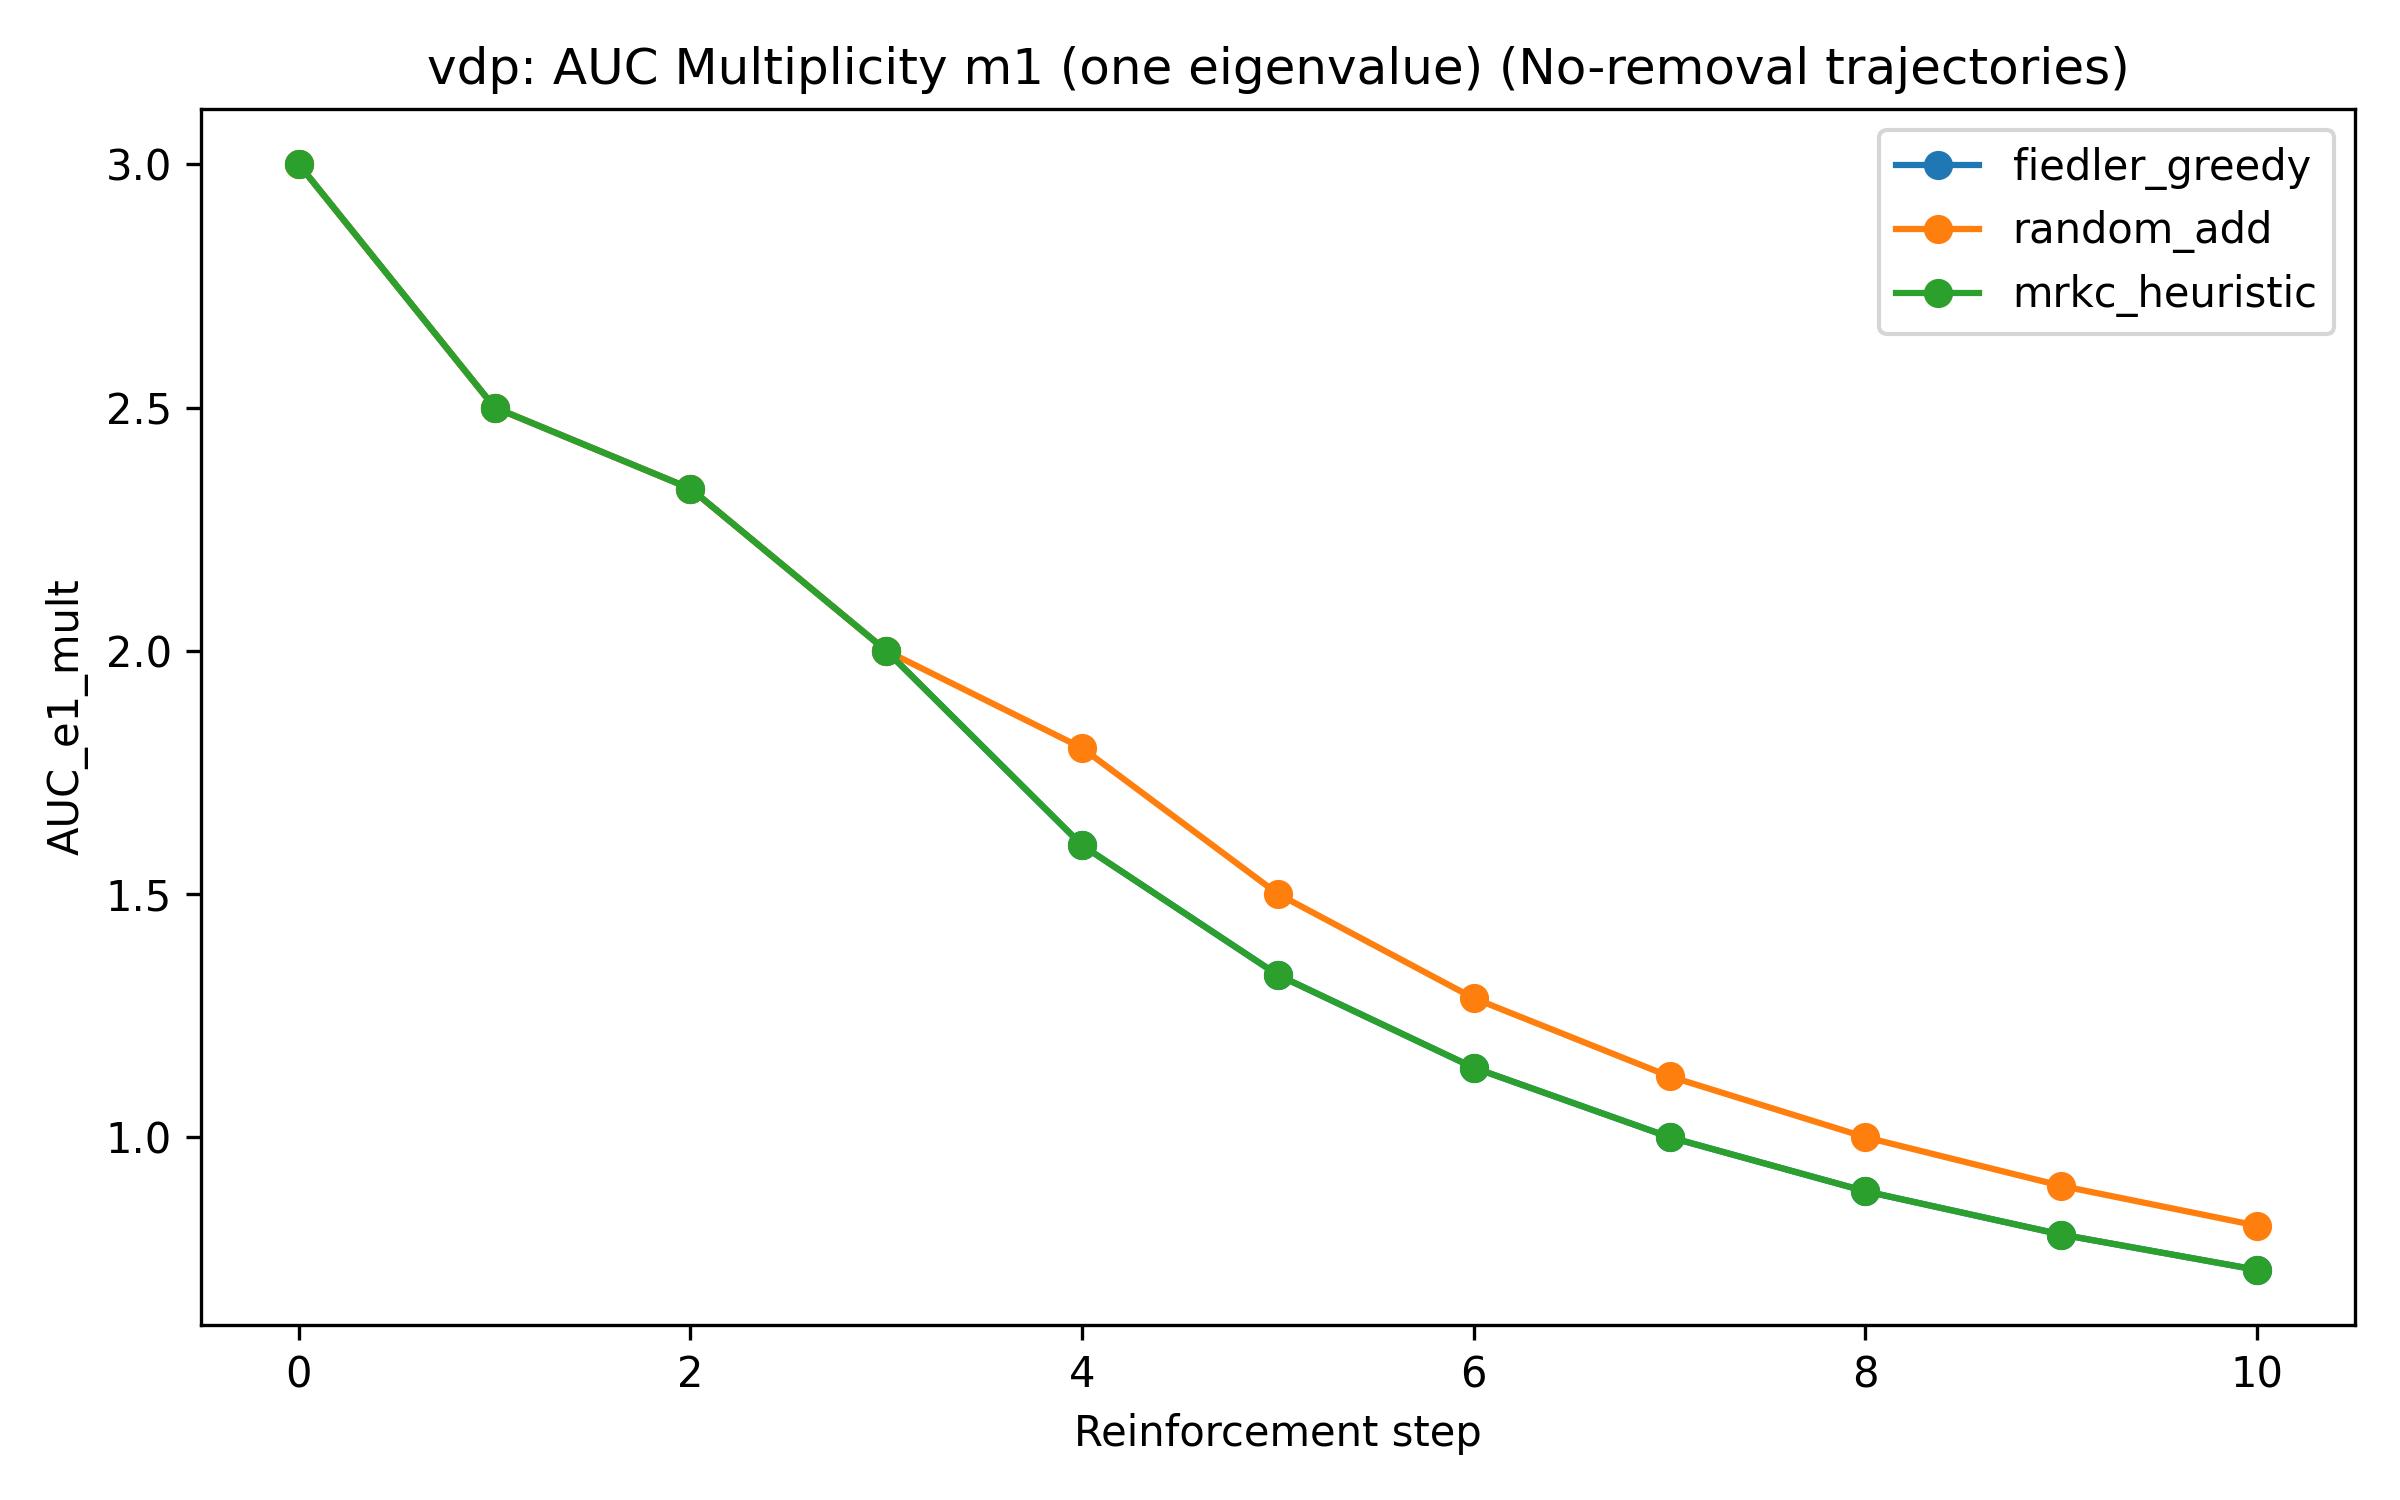 vdp: AUC Multiplicity m1 (one eigenvalue) (No-removal trajectories)
fiedler_greedy
random_add
mrkc_heuristic
AUC_e1_mult
3.0
2.5
2.0
1.5
1.0
0 2 4 6 8 10
Reinforcement step